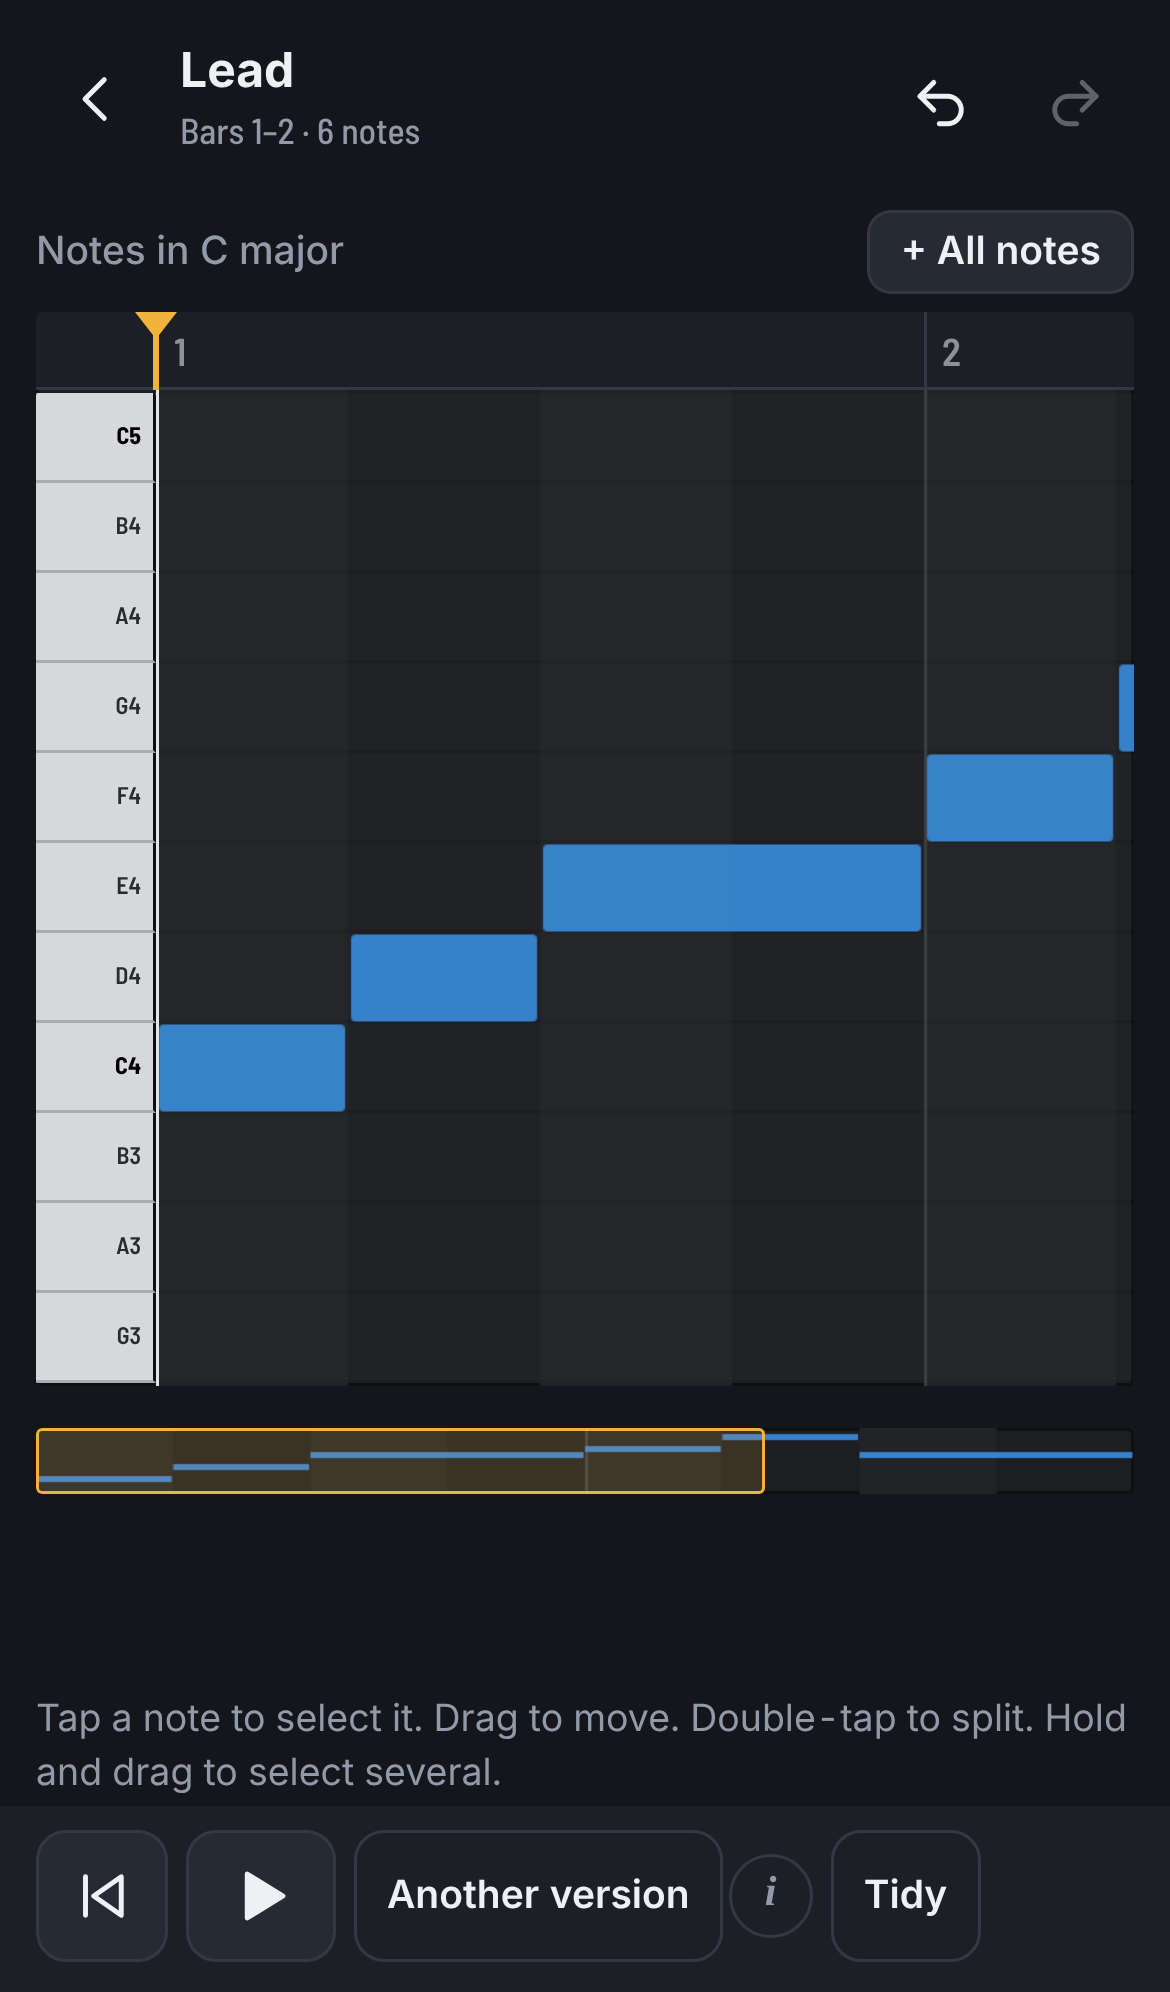 Lead
Bars 1–2 · 6 notes
Notes in C major
+ All notes
1
2
C5
B4
A4
G4
F4
E4
D4
C4
B3
A3
G3
Tap a note to select it. Drag to move. Double-tap to split. Hold
and drag to select several.
Another version
i
Tidy